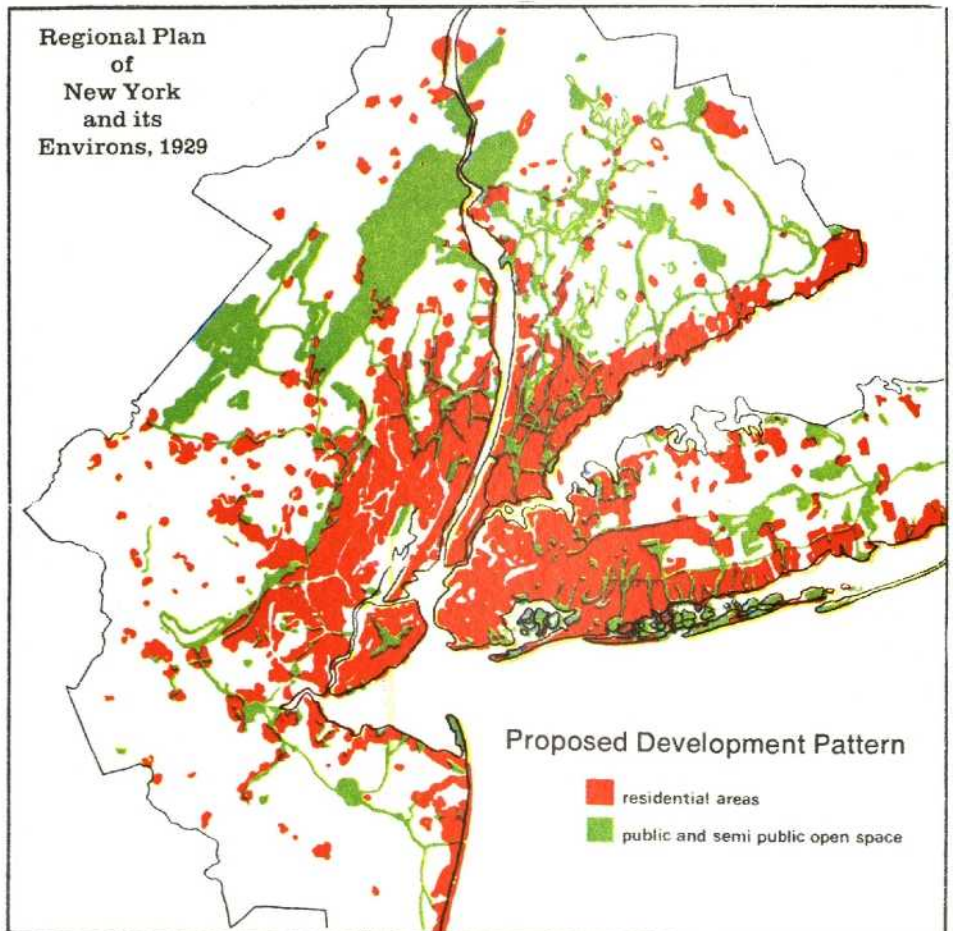 Regional Plan
of
New York
and its
Environs, 1929
Proposed Development Pattern
residential areas
public and semi public open space